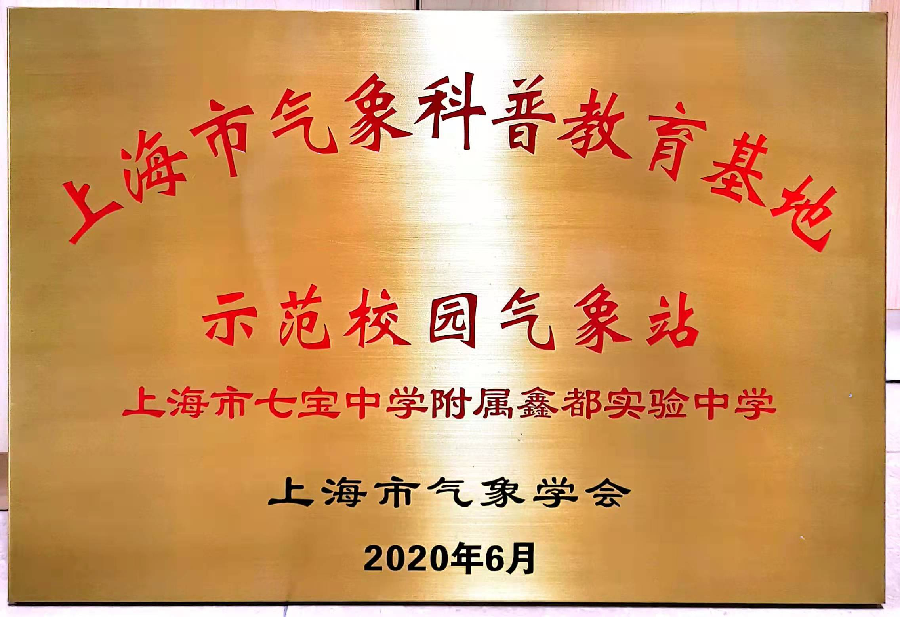 上海市气象科普教育基地
示范校园气象站
上海市七宝中学附属鑫都实验中学
上海市气象学会
2020年6月